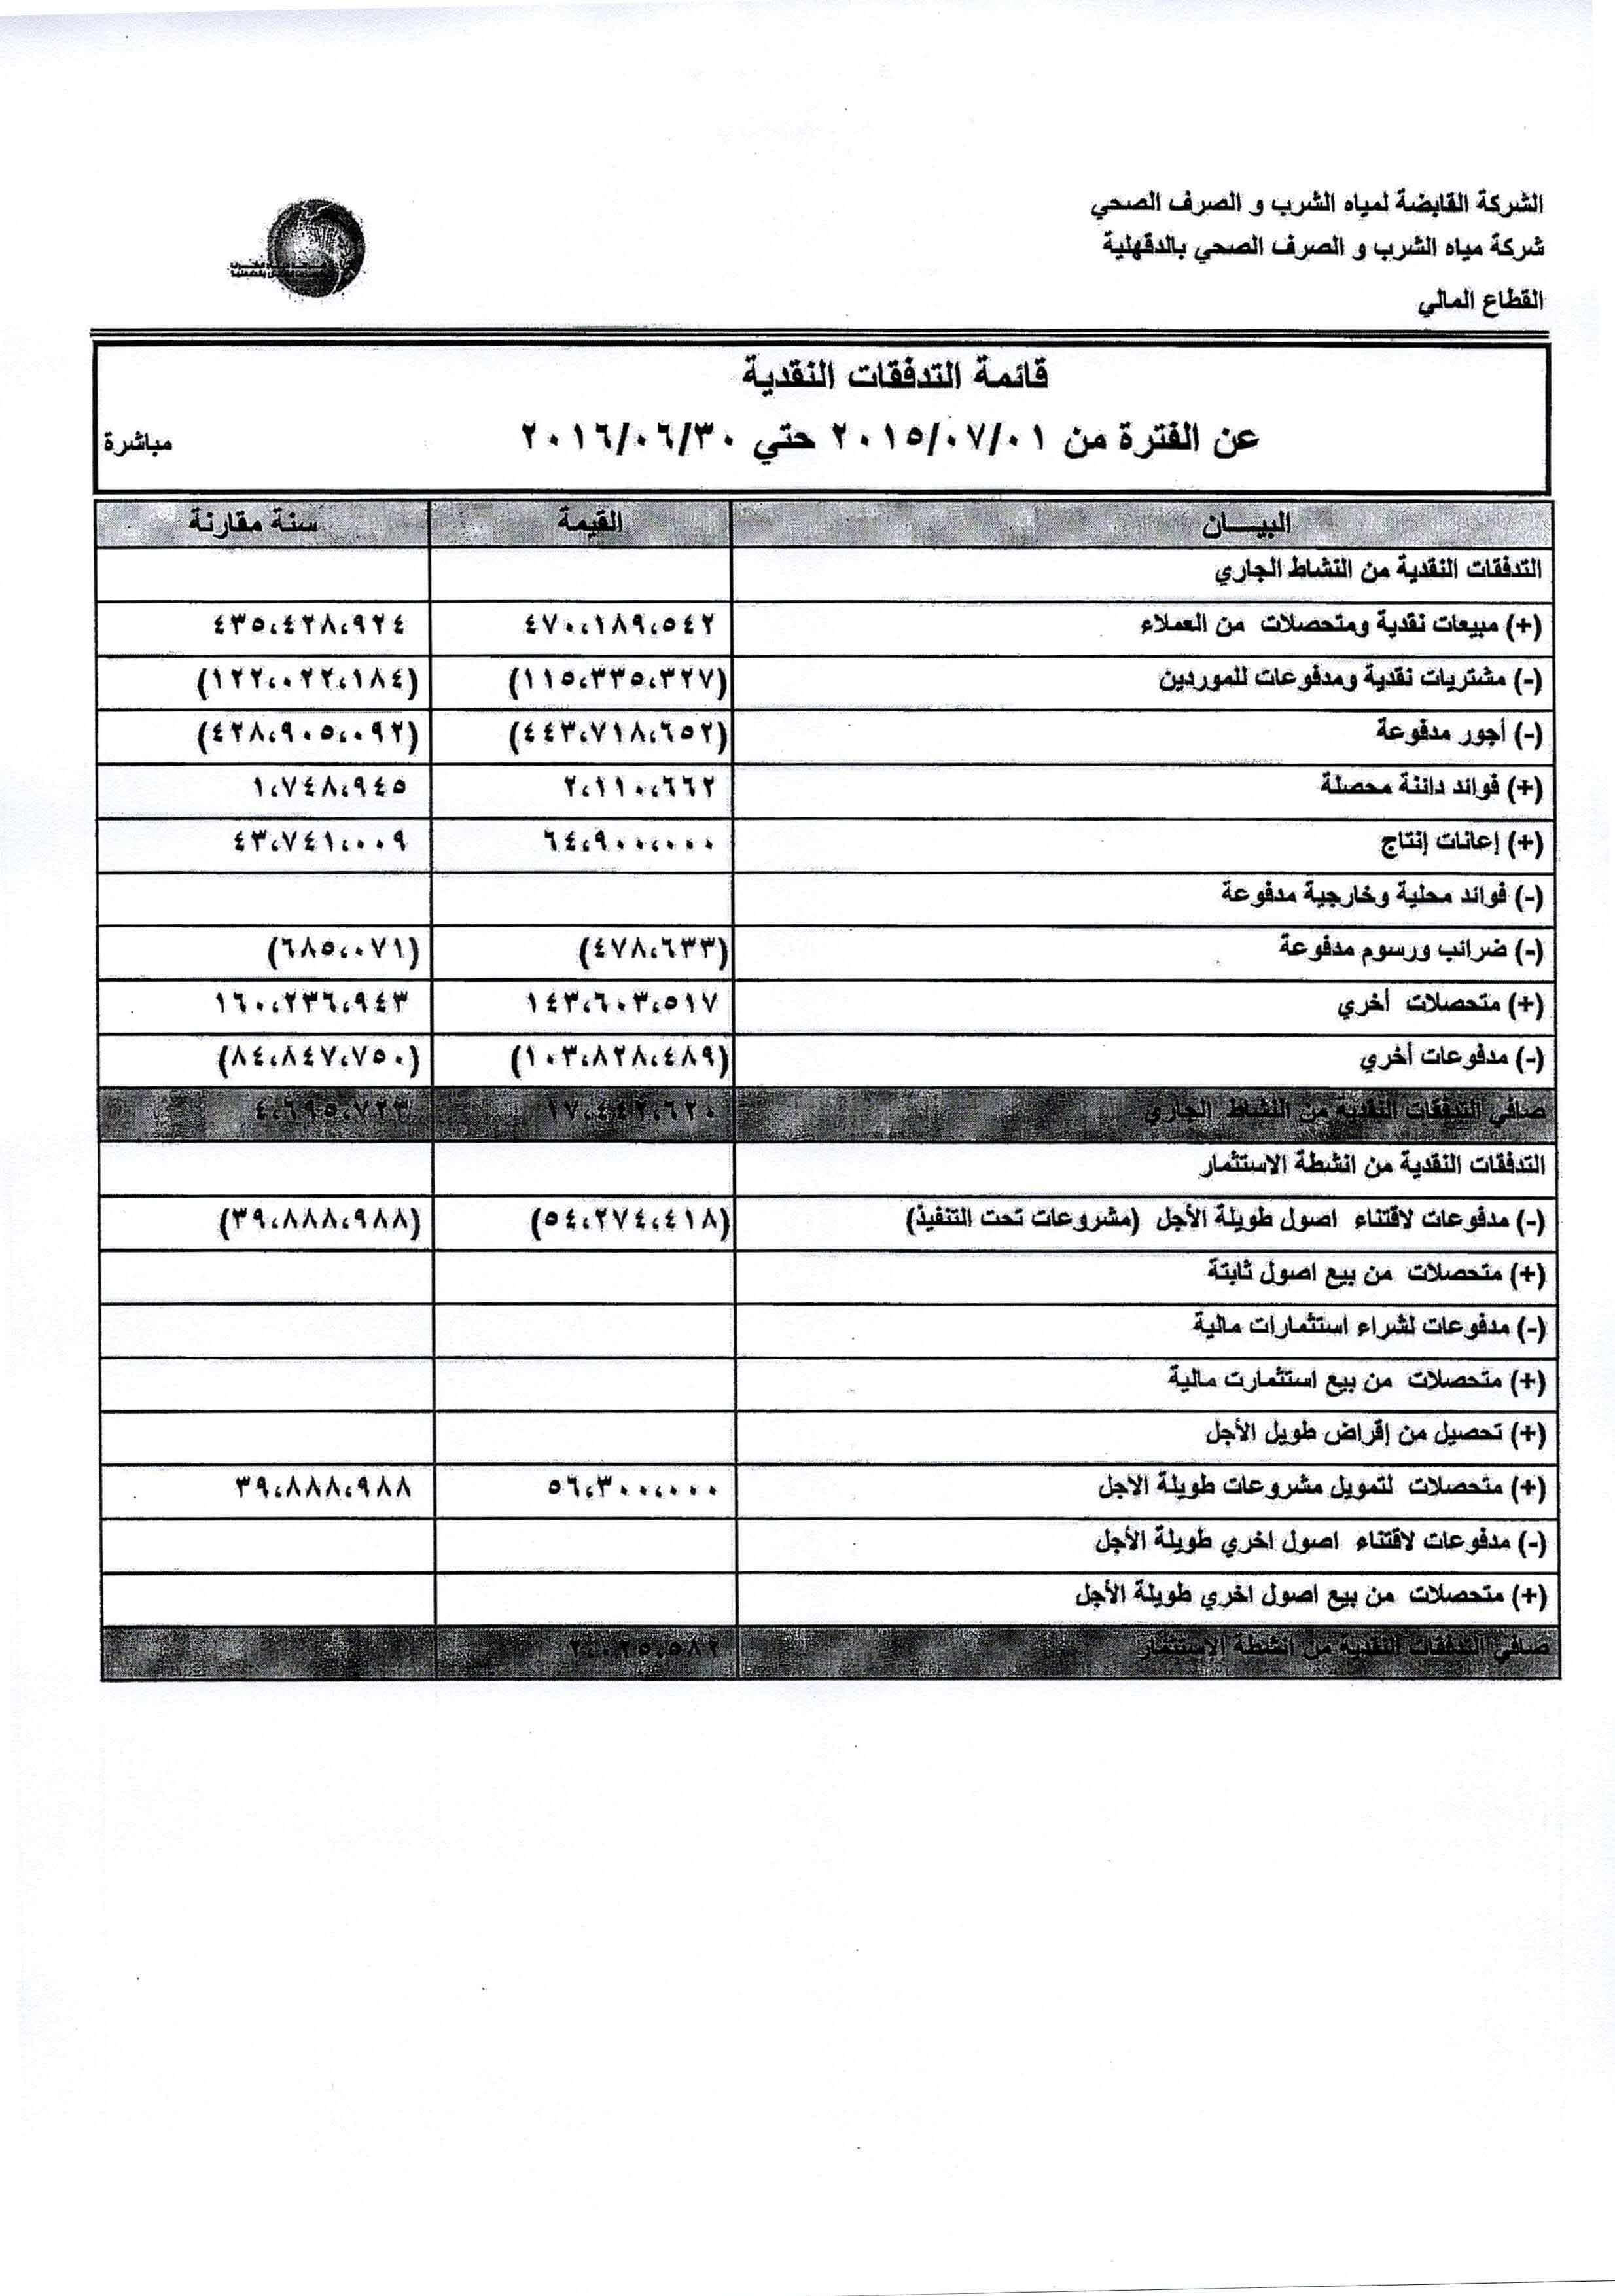 الشركة القابضة لمياه الشرب و الصرف الصحي
شركة مياه الشرب و الصرف الصحي بالدقهلية
القطاع المالي
قائمة التدفقات النقدية
عن الفترة من ٢٠١٥/٠٧/٠١ حتي ٢٠١٦/٠٦/٣٠
مباشرة
البيـــان القيمة سنة مقارنة
التدفقات النقدية من النشاط الجاري
(+) مبيعات نقدية ومتحصلات من العملاء ٤٧٠،١٨٩،٥٤٢ ٤٣٥،٤٢٨،٩٢٤
(-) مشتريات نقدية ومدفوعات للموردين (١١٥،٣٣٥،٣٢٧) (١٢٢،٠٢٢،١٨٤)
(-) أجور مدفوعة (٤٤٣،٧١٨،٦٥٢) (٤٢٨،٩٠٥،٠٩٢)
(+) فوائد دائنة محصلة ٢،١١٠،٦٦٢ ١،٧٤٨،٩٤٥
(+) إعانات إنتاج ٦٤،٩٠٠،٠٠٠ ٤٣،٧٤١،٠٠٩
(-) فوائد محلية وخارجية مدفوعة
(-) ضرائب ورسوم مدفوعة (٤٧٨،٦٣٣) (٦٨٥،٠٧١)
(+) متحصلات أخري ١٤٣،٦٠٣،٥١٧ ١٦٠،٢٣٦،٩٤٣
(-) مدفوعات أخري (١٠٣،٨٢٨،٤٨٩) (٨٤،٨٤٧،٧٥٠)
صافي التدفقات النقدية من النشاط الجاري ١٧،٤٤٢،٦٢٠ ٤،٦٩٥،٧٢٣
التدفقات النقدية من انشطة الاستثمار
(-) مدفوعات لاقتناء اصول طويلة الأجل (مشروعات تحت التنفيذ) (٥٤،٢٧٤،٤١٨) (٣٩،٨٨٨،٩٨٨)
(+) متحصلات من بيع اصول ثابتة
(-) مدفوعات لشراء استثمارات مالية
(+) متحصلات من بيع استثمارت مالية
(+) تحصيل من إقراض طويل الأجل
(+) متحصلات لتمويل مشروعات طويلة الاجل ٥٦،٣٠٠،٠٠٠ ٣٩،٨٨٨،٩٨٨
(-) مدفوعات لاقتناء اصول اخري طويلة الأجل
(+) متحصلات من بيع اصول اخري طويلة الأجل
صافي التدفقات النقدية من انشطة الاستثمار ٢،٠٢٥،٥٨٢